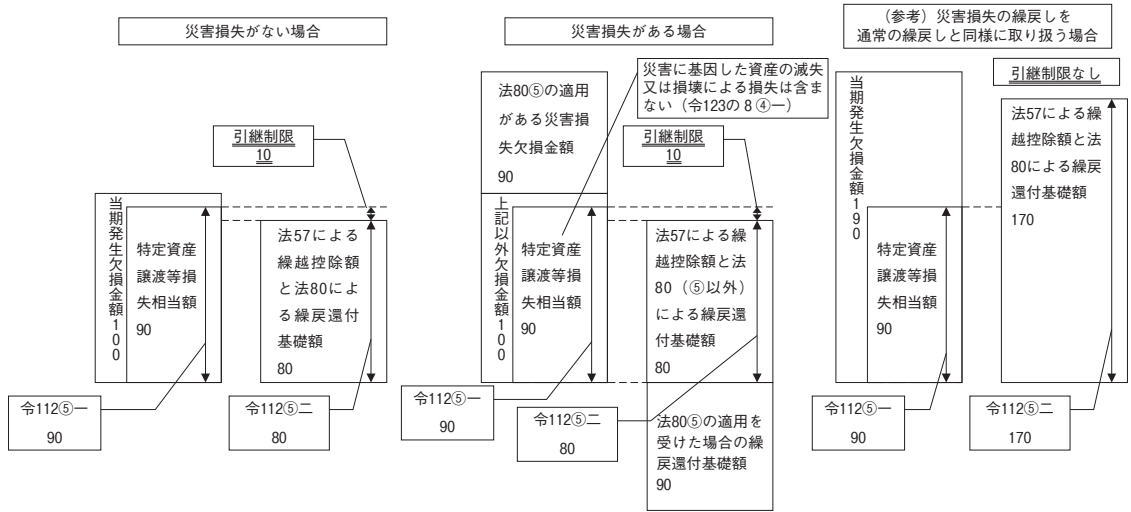 災害損失がない場合
引継制限
10
当期発生欠損金額100
特定資産
譲渡等損
失相当額
90
法57による
繰越控除額
と法80によ
る繰戻還付
基礎額
80
令112⑤一
90
令112⑤二
80
災害損失がある場合
法80⑤の適用
がある災害損
失欠損金額
90
災害に基因した資産の滅失
又は損壊による損失は含ま
ない（令123の8④一）
引継制限
10
上記以外欠損金額100
特定資産
譲渡等損
失相当額
90
法57による繰
越控除額と法
80（⑤以外）
による繰戻還
付基礎額
80
令112⑤一
90
令112⑤二
80
法80⑤の適用を
受けた場合の繰
戻還付基礎額
90
（参考）災害損失の繰戻しを
通常の繰戻しと同様に取り扱う場合
引継制限なし
当期発生欠損金額190
特定資産
譲渡等損
失相当額
90
法57による繰
越控除額と法
80による繰戻
還付基礎額
170
令112⑤一
90
令112⑤二
170